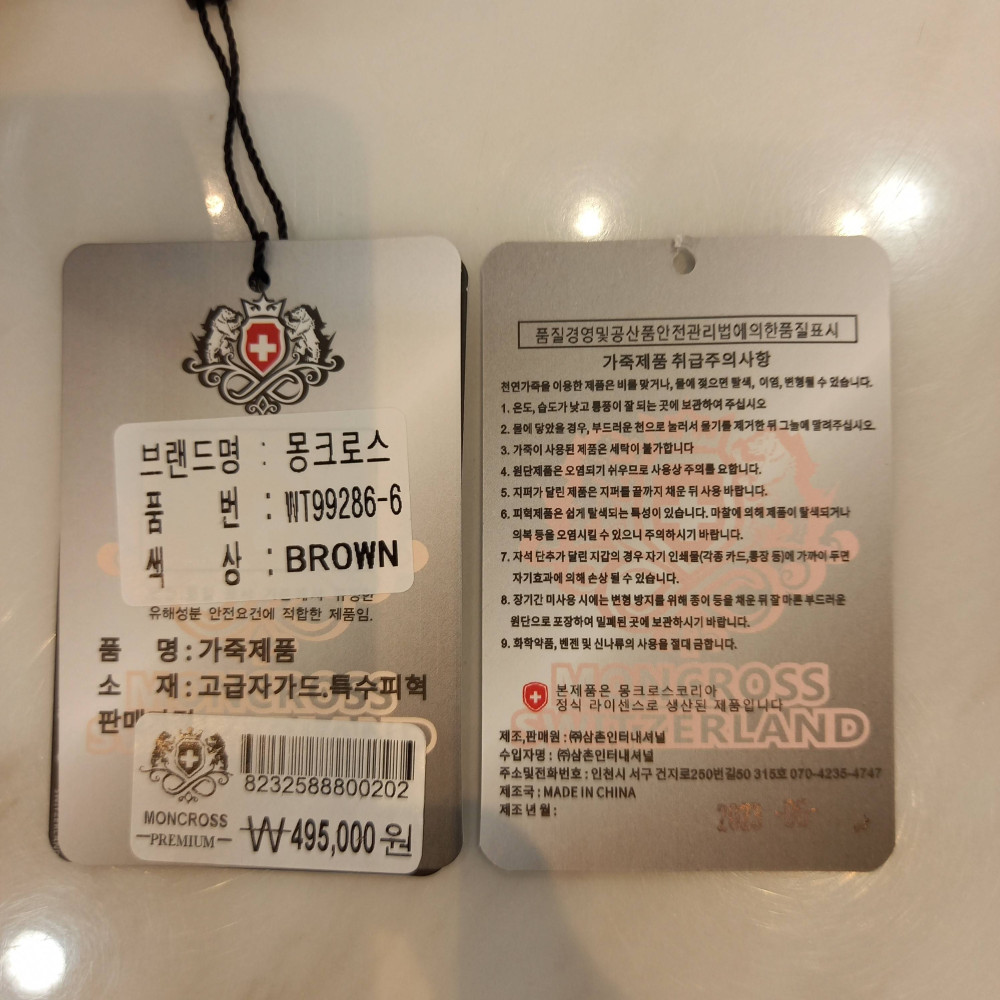 브랜드명 : 몽크로스
품 번 : WT99286-6
색 상 : BROWN
유해성분 안전요건에 적합한 제품임.
품 명 : 가죽제품
소 재 : 고급자가드.특수피혁
판매
8232588800202
MONCROSS
PREMIUM
₩495,000원
품질경영및공산품안전관리법에의한품질표시
가죽제품 취급주의사항
천연가죽을 이용한 제품은 비를 맞거나, 물에 젖으면 탈색, 이염, 변형될 수 있습니다.
1. 온도, 습도가 낮고 통풍이 잘 되는 곳에 보관하여 주십시오
2. 물에 닿았을 경우, 부드러운 천으로 눌러서 물기를 제거한 뒤 그늘에 말려주십시오.
3. 가죽이 사용된 제품은 세탁이 불가합니다
4. 원단제품은 오염되기 쉬우므로 사용상 주의를 요합니다.
5. 지퍼가 달린 제품은 지퍼를 끝까지 채운 뒤 사용 바랍니다.
6. 피혁제품은 쉽게 탈색되는 특성이 있습니다. 마찰에 의해 제품이 탈색되거나
의복 등을 오염시킬 수 있으니 주의하시기 바랍니다.
7. 자석 단추가 달린 지갑의 경우 자기 인쇄물(각종 카드,통장 등)에 가까이 두면
자기효과에 의해 손상 될 수 있습니다.
8. 장기간 미사용 시에는 변형 방지를 위해 종이 등을 채운 뒤 잘 마른 부드러운
원단으로 포장하여 밀폐된 곳에 보관하시기 바랍니다.
9. 화학약품, 벤젠 및 신나류의 사용을 절대 금합니다.
MONCROSS
SWITZERLAND
본제품은 몽크로스코리아
정식 라이센스로 생산된 제품입니다
제조,판매원 : ㈜삼촌인터내셔널
수입자명 : ㈜삼촌인터내셔널
주소및전화번호 : 인천시 서구 건지로250번길50 315호 070-4235-4747
제조국 : MADE IN CHINA
제조년월 :